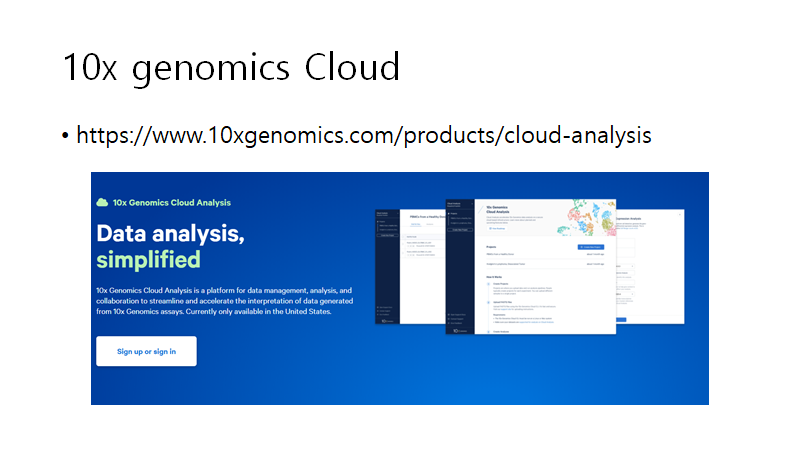 10x genomics Cloud
• https://www.10xgenomics.com/products/cloud-analysis
10x Genomics Cloud Analysis
Data analysis,
simplified
10x Genomics Cloud Analysis is a platform for data management, analysis, and
collaboration to streamline and accelerate the interpretation of data generated
from 10x Genomics assays. Currently only available in the United States.
Sign up or sign in
10x Genomics
Cloud Analysis
Projects